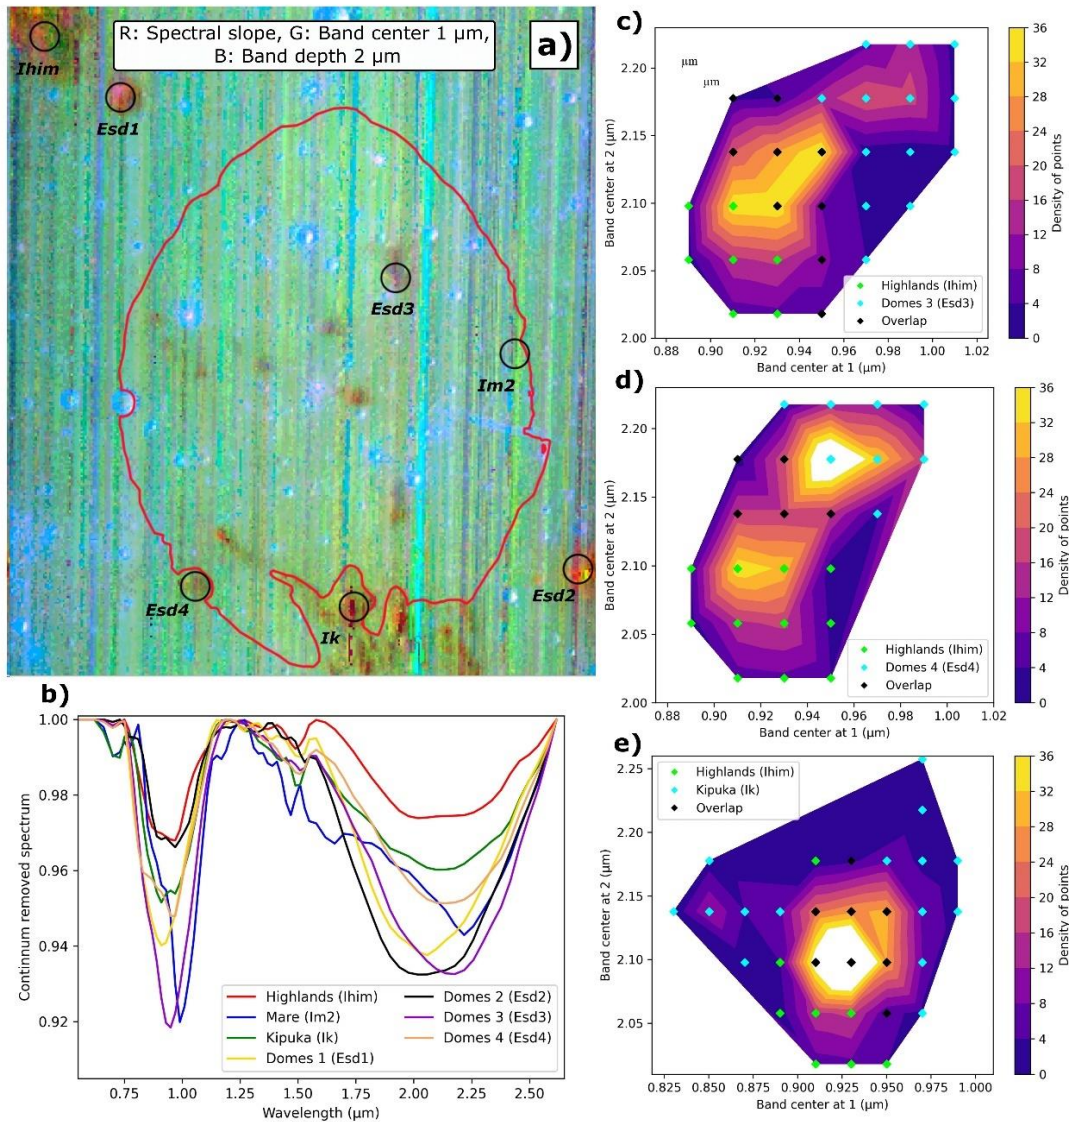 R: Spectral slope, G: Band center 1 μm,
B: Band depth 2 μm
a)
Ihim
Esd1
Esd3
Im2
Esd2
Esd4
Ik
b)
Continnum removed spectrum
1.00
0.98
0.96
0.94
0.92
Highlands (Ihim)
Mare (Im2)
Kipuka (Ik)
Domes 1 (Esd1)
Domes 2 (Esd2)
Domes 3 (Esd3)
Domes 4 (Esd4)
0.75 1.00 1.25 1.50 1.75 2.00 2.25 2.50
Wavelength (μm)
c)
μm
μm
Band center at 2 (μm)
2.20
2.15
2.10
2.05
2.00
Highlands (Ihim)
Domes 3 (Esd3)
Overlap
0.88 0.90 0.92 0.94 0.96 0.98 1.00 1.02
Band center at 1 (μm)
36
32
28
24
20
16
12
8
4
0
Density of points
d)
Band center at 2 (μm)
2.20
2.15
2.10
2.05
2.00
Highlands (Ihim)
Domes 4 (Esd4)
Overlap
0.88 0.90 0.92 0.94 0.96 0.98 1.00 1.02
Band center at 1 (μm)
36
32
28
24
20
16
12
8
4
0
Density of points
e)
Band center at 2 (μm)
2.25
2.20
2.15
2.10
2.05
Highlands (Ihim)
Kipuka (Ik)
Overlap
0.825 0.850 0.875 0.900 0.925 0.950 0.975 1.000
Band center at 1 (μm)
36
32
28
24
20
16
12
8
4
0
Density of points